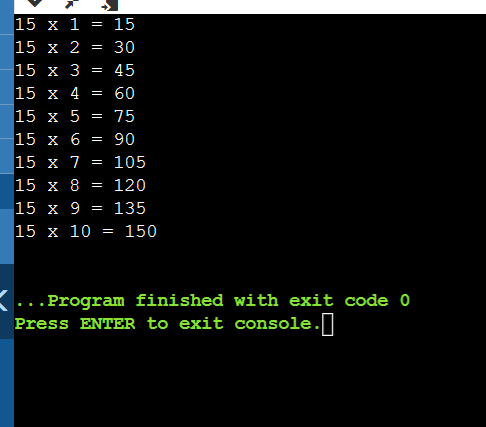 15 x 1 = 15
15 x 2 = 30
15 x 3 = 45
15 x 4 = 60
15 x 5 = 75
15 x 6 = 90
15 x 7 = 105
15 x 8 = 120
15 x 9 = 135
15 x 10 = 150
...Program finished with exit code 0
Press ENTER to exit console.